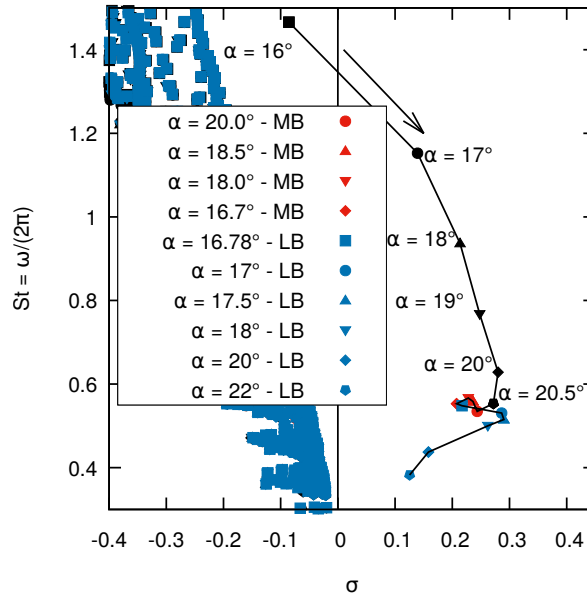 1.4
1.2
1
0.8
0.6
0.4
St = ω/(2π)
α = 16°
α = 17°
α = 18°
α = 19°
α = 20°
α = 20.5°
α = 20.0° - MB
α = 18.5° - MB
α = 18.0° - MB
α = 16.7° - MB
α = 16.78° - LB
α = 17° - LB
α = 17.5° - LB
α = 18° - LB
α = 20° - LB
α = 22° - LB
-0.4 -0.3 -0.2 -0.1 0 0.1 0.2 0.3 0.4
σ